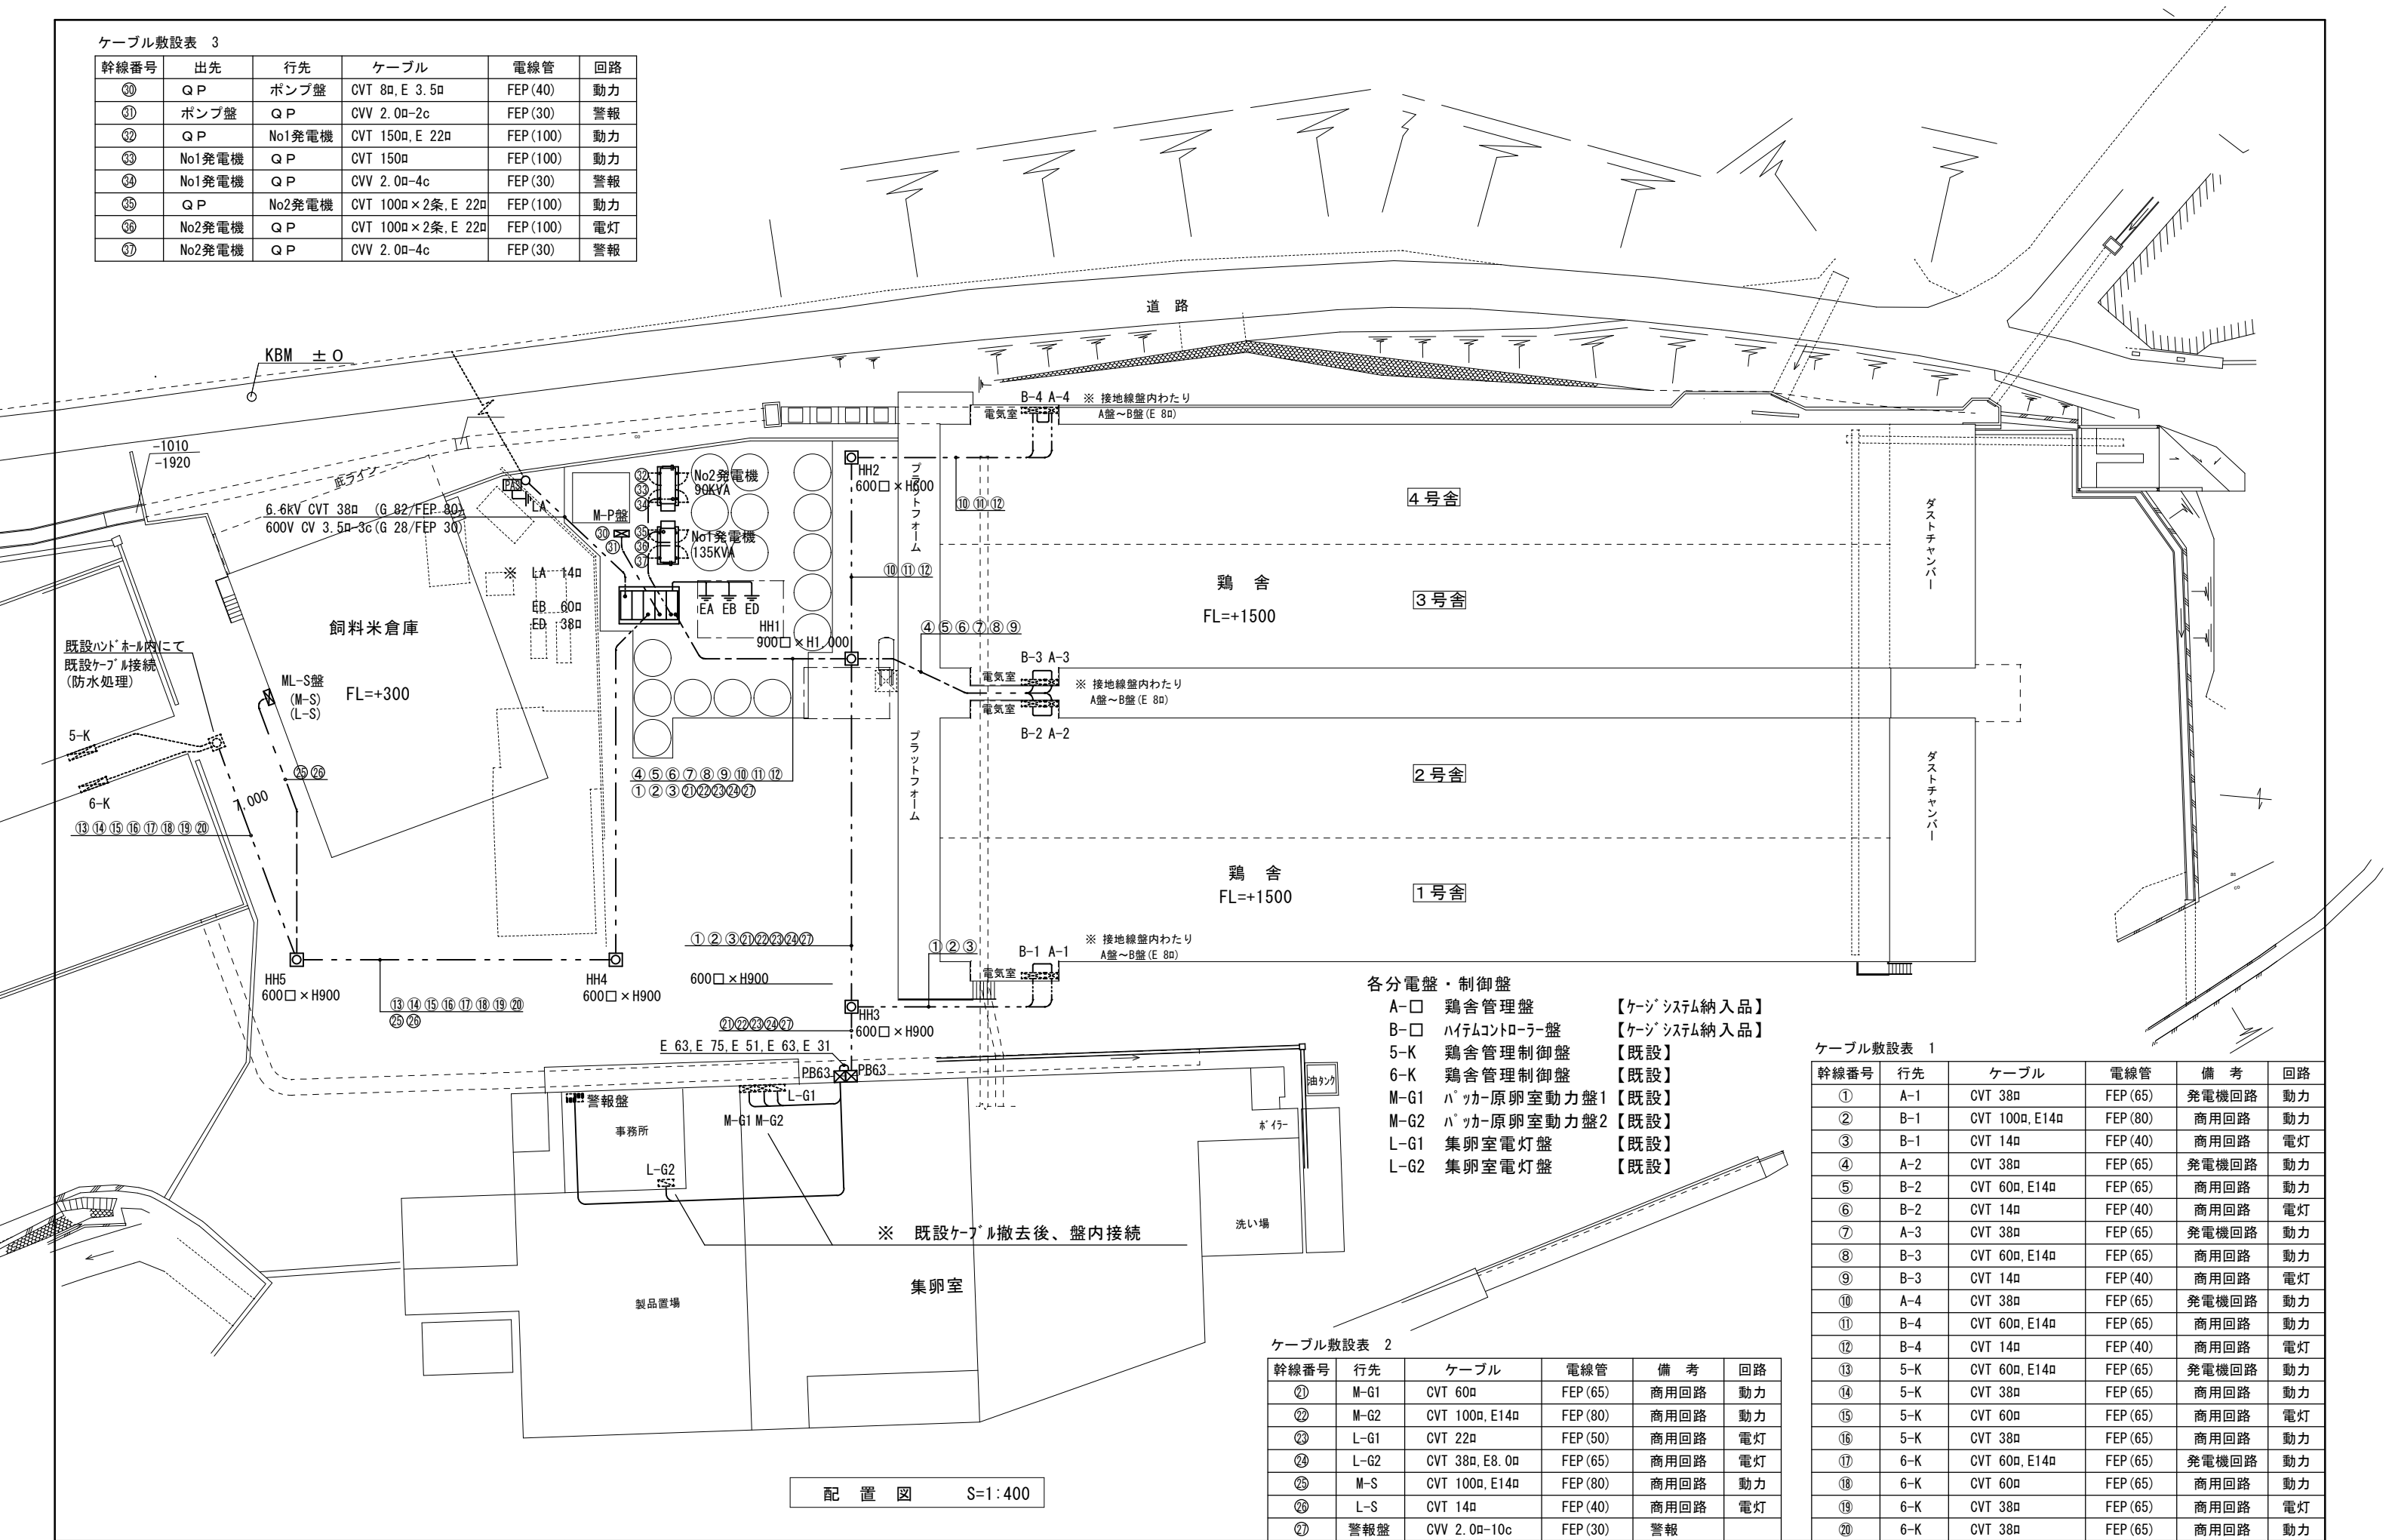 ケーブル敷設表 3
幹線番号 出先 行先 ケーブル 電線管 回路
㉚ QP ポンプ盤 CVT 8□,E 3.5□ FEP(40) 動力
㉛ ポンプ盤 QP CVV 2.0□-2c FEP(30) 警報
㉜ QP No1発電機 CVT 150□,E 22□ FEP(100) 動力
㉝ No1発電機 QP CVT 150□ FEP(100) 動力
㉞ No1発電機 QP CVV 2.0□-4c FEP(30) 警報
㉟ QP No2発電機 CVT 100□×2条,E 22□ FEP(100) 動力
㊱ No2発電機 QP CVT 100□×2条,E 22□ FEP(100) 電灯
㊲ No2発電機 QP CVV 2.0□-4c FEP(30) 警報
道 路
KBM ±0
-1010
-1920
庇ライン
6.6kV CVT 38□ (G 82/FEP 80)
600V CV 3.5□-3c(G 28/FEP 30)
PAS
LA
M-P盤
㉚
㉛
㉜
㉝
㉞
No2発電機
90KVA
㉟
㊱
㊲
No1発電機
135KVA
※ LA 14□
EB 60□
ED 38□
EA EB ED
HH1
900□×H1,000
HH2
600□×H600
⑩⑪⑫
⑩⑪⑫
プラットフォーム
電気室
B-4 A-4
※ 接地線盤内わたり
A盤～B盤(E 8□)
4号舎
鶏 舎
FL=+1500
3号舎
ダストチャンバー
④⑤⑥⑦⑧⑨
B-3 A-3
電気室
※ 接地線盤内わたり
A盤～B盤(E 8□)
電気室
B-2 A-2
プラットフォーム
2号舎
ダストチャンバー
鶏 舎
FL=+1500
1号舎
飼料米倉庫
FL=+300
既設ハンドホール内にて
既設ケーブル接続
(防水処理)
ML-S盤
(M-S)
(L-S)
5-K
6-K
㉕㉖
7,000
⑬⑭⑮⑯⑰⑱⑲⑳
④⑤⑥⑦⑧⑨⑩⑪⑫
①②③㉑㉒㉓㉔㉗
①②③㉑㉒㉓㉔㉗
600□×H900
①②③
B-1 A-1
電気室
※ 接地線盤内わたり
A盤～B盤(E 8□)
HH5
600□×H900
⑬⑭⑮⑯⑰⑱⑲⑳
㉕㉖
HH4
600□×H900
HH3
600□×H900
㉑㉒㉓㉔㉗
E 63,E 75,E 51,E 63,E 31
PB63
PB63
警報盤
事務所
L-G1
M-G1 M-G2
L-G2
油タンク
ボイラー
洗い場
※ 既設ケーブル撤去後、盤内接続
製品置場
集卵室
各分電盤・制御盤
A-□ 鶏舎管理盤 【ケージシステム納入品】
B-□ ハイテムコントローラー盤 【ケージシステム納入品】
5-K 鶏舎管理制御盤 【既設】
6-K 鶏舎管理制御盤 【既設】
M-G1 パッカー原卵室動力盤1【既設】
M-G2 パッカー原卵室動力盤2【既設】
L-G1 集卵室電灯盤 【既設】
L-G2 集卵室電灯盤 【既設】
ケーブル敷設表 1
幹線番号 行先 ケーブル 電線管 備 考 回路
① A-1 CVT 38□ FEP(65) 発電機回路 動力
② B-1 CVT 100□,E14□ FEP(80) 商用回路 動力
③ B-1 CVT 14□ FEP(40) 商用回路 電灯
④ A-2 CVT 38□ FEP(65) 発電機回路 動力
⑤ B-2 CVT 60□,E14□ FEP(65) 商用回路 動力
⑥ B-2 CVT 14□ FEP(40) 商用回路 電灯
⑦ A-3 CVT 38□ FEP(65) 発電機回路 動力
⑧ B-3 CVT 60□,E14□ FEP(65) 商用回路 動力
⑨ B-3 CVT 14□ FEP(40) 商用回路 電灯
⑩ A-4 CVT 38□ FEP(65) 発電機回路 動力
⑪ B-4 CVT 60□,E14□ FEP(65) 商用回路 動力
⑫ B-4 CVT 14□ FEP(40) 商用回路 電灯
⑬ 5-K CVT 60□,E14□ FEP(65) 発電機回路 動力
⑭ 5-K CVT 38□ FEP(65) 商用回路 動力
⑮ 5-K CVT 60□ FEP(65) 商用回路 電灯
⑯ 5-K CVT 38□ FEP(65) 商用回路 動力
⑰ 6-K CVT 60□,E14□ FEP(65) 発電機回路 動力
⑱ 6-K CVT 60□ FEP(65) 商用回路 動力
⑲ 6-K CVT 38□ FEP(65) 商用回路 電灯
⑳ 6-K CVT 38□ FEP(65) 商用回路 動力
ケーブル敷設表 2
幹線番号 行先 ケーブル 電線管 備 考 回路
㉑ M-G1 CVT 60□ FEP(65) 商用回路 動力
㉒ M-G2 CVT 100□,E14□ FEP(80) 商用回路 動力
㉓ L-G1 CVT 22□ FEP(50) 商用回路 電灯
㉔ L-G2 CVT 38□,E8.0□ FEP(65) 商用回路 電灯
㉕ M-S CVT 100□,E14□ FEP(80) 商用回路 動力
㉖ L-S CVT 14□ FEP(40) 商用回路 電灯
㉗ 警報盤 CVV 2.0□-10c FEP(30) 警報
配 置 図 S=1:400